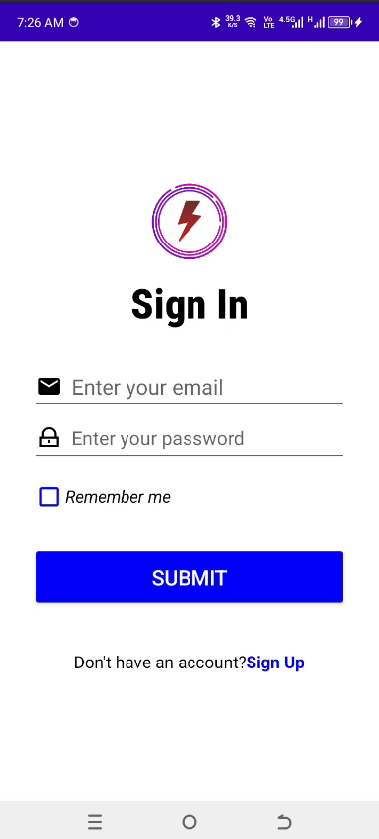 7:26 AM 39.3 K/S Vo LTE 4.5G H 99
Sign In
Enter your email
Enter your password
Remember me
SUBMIT
Don't have an account?Sign Up